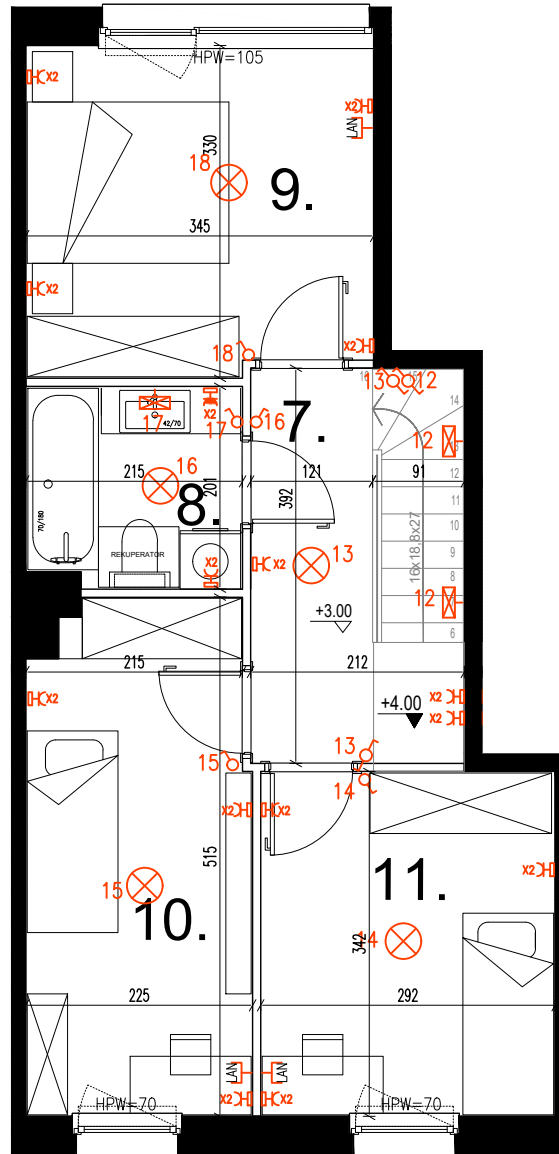 HPW=105
X2
X2
LAN
330
18
9.
345
X2
18
X2
13
12
16
15
14
7.
17
42/70
X2
17
16
12
16
8.
215
201
121
91
12
392
11
70/180
10
16x18,8x27
REKUPERATOR
X2
X2
13
9
8
12
+3.00
6
215
212
X2
X2
+4.00
X2
13
15
14
X2
X2
515
X2
15
11.
10.
342
14
225
292
LAN
LAN
X2
X2
HPW=70
HPW=70